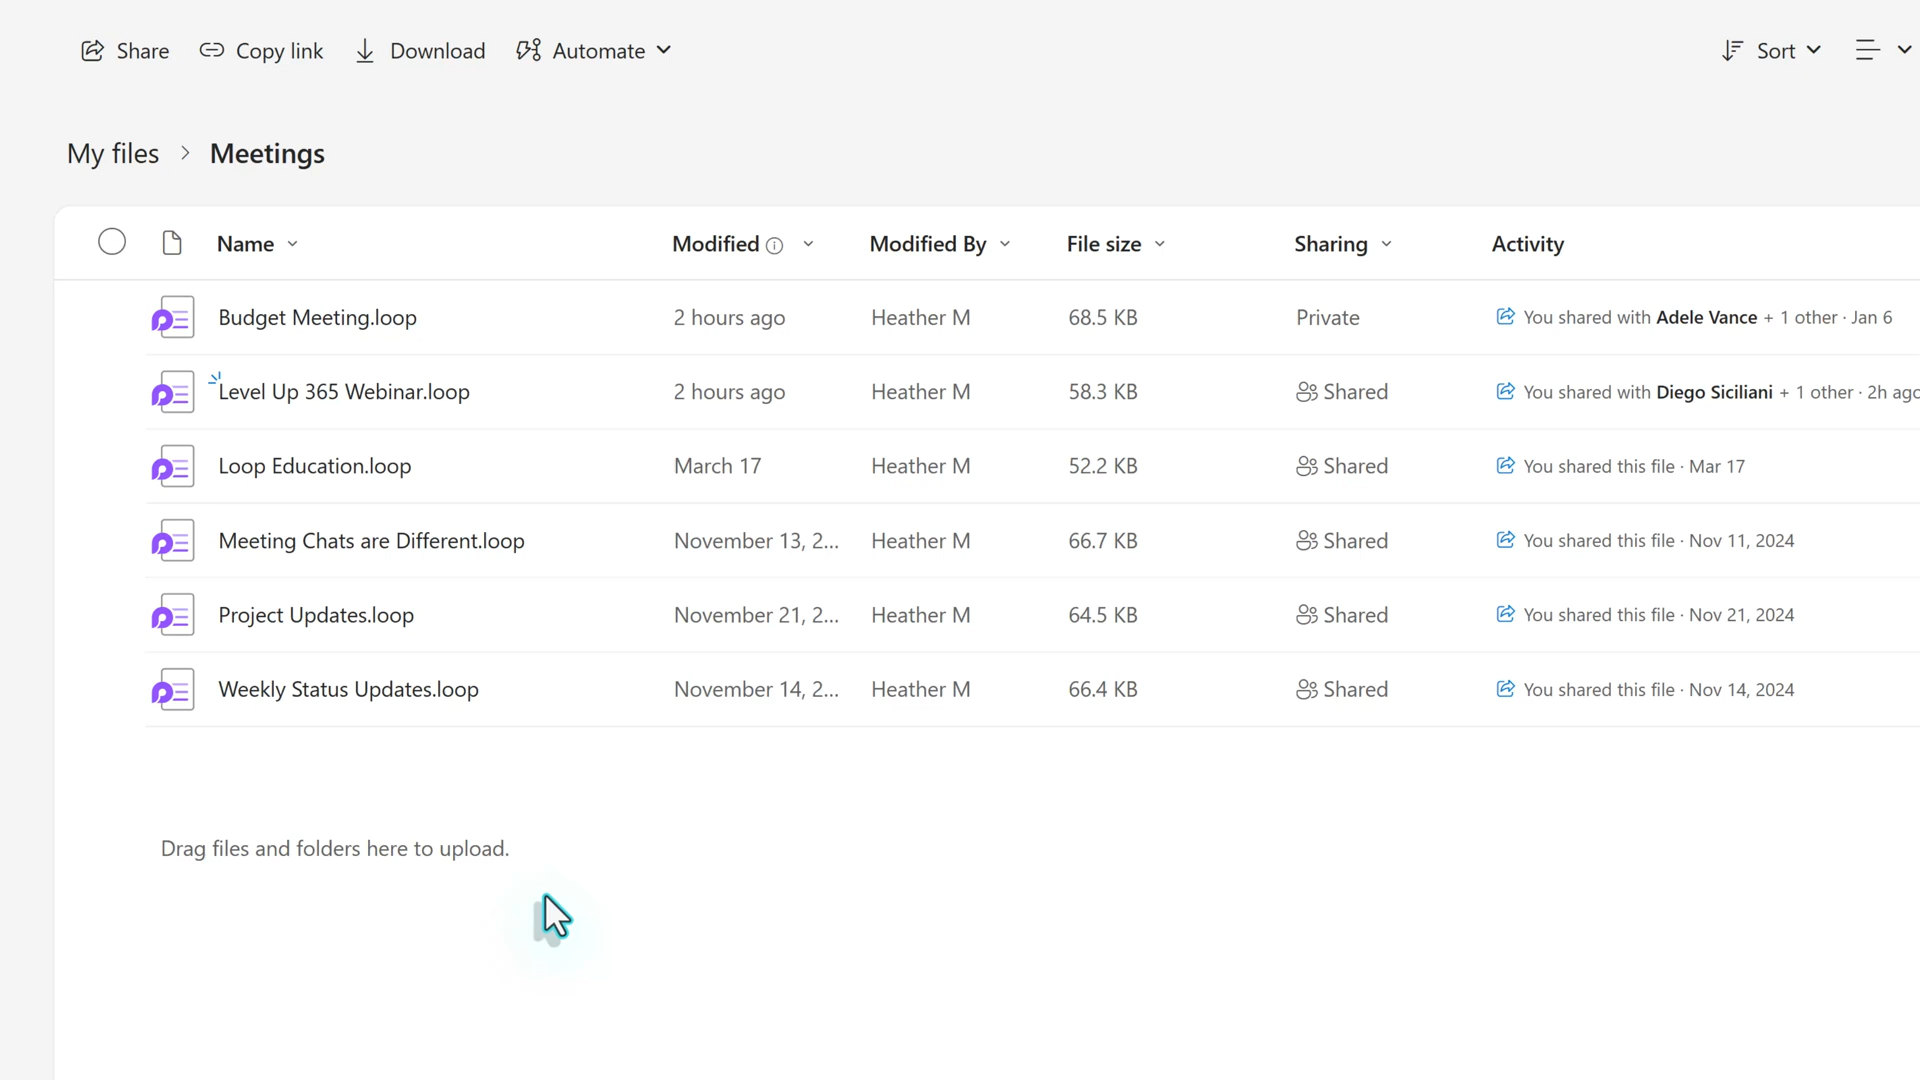 Share Copy link Download Automate Sort
My files > Meetings
Name Modified Modified By File size Sharing Activity
Budget Meeting.loop 2 hours ago Heather M 68.5 KB Private You shared with Adele Vance + 1 other · Jan 6
Level Up 365 Webinar.loop 2 hours ago Heather M 58.3 KB Shared You shared with Diego Siciliani + 1 other · 2h ago
Loop Education.loop March 17 Heather M 52.2 KB Shared You shared this file · Mar 17
Meeting Chats are Different.loop November 13, 2... Heather M 66.7 KB Shared You shared this file · Nov 11, 2024
Project Updates.loop November 21, 2... Heather M 64.5 KB Shared You shared this file · Nov 21, 2024
Weekly Status Updates.loop November 14, 2... Heather M 66.4 KB Shared You shared this file · Nov 14, 2024
Drag files and folders here to upload.